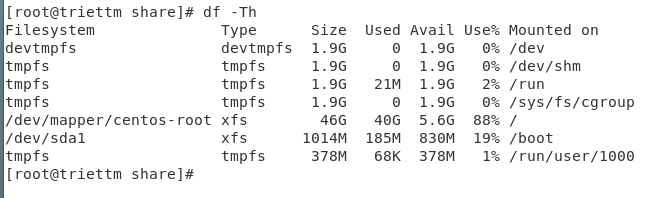 [root@triettm share]# df -Th
Filesystem              Type      Size  Used Avail Use% Mounted on
devtmpfs                devtmpfs  1.9G     0  1.9G   0% /dev
tmpfs                   tmpfs     1.9G     0  1.9G   0% /dev/shm
tmpfs                   tmpfs     1.9G   21M  1.9G   2% /run
tmpfs                   tmpfs     1.9G     0  1.9G   0% /sys/fs/cgroup
/dev/mapper/centos-root xfs        46G   40G  5.6G  88% /
/dev/sda1               xfs      1014M  185M  830M  19% /boot
tmpfs                   tmpfs     378M   68K  378M   1% /run/user/1000
[root@triettm share]#